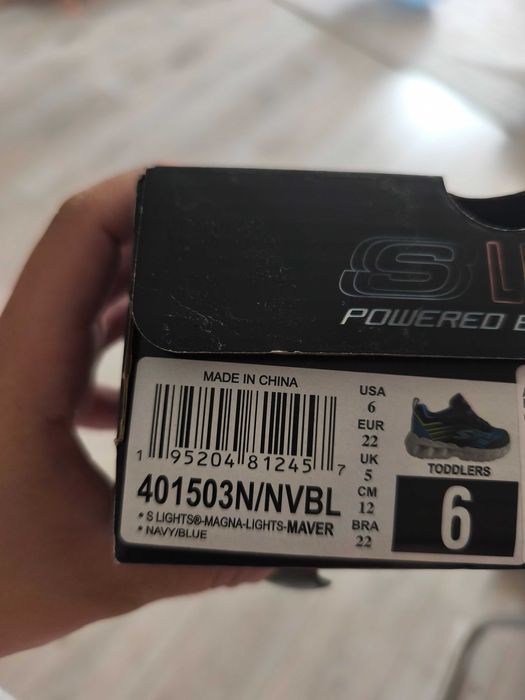 S
POWERED
MADE IN CHINA
1 95204 81245 7
401503N/NVBL
* S LIGHTS®-MAGNA-LIGHTS-MAVER
* NAVY/BLUE
USA
6
EUR
22
UK
5
CM
12
BRA
22
TODDLERS
6